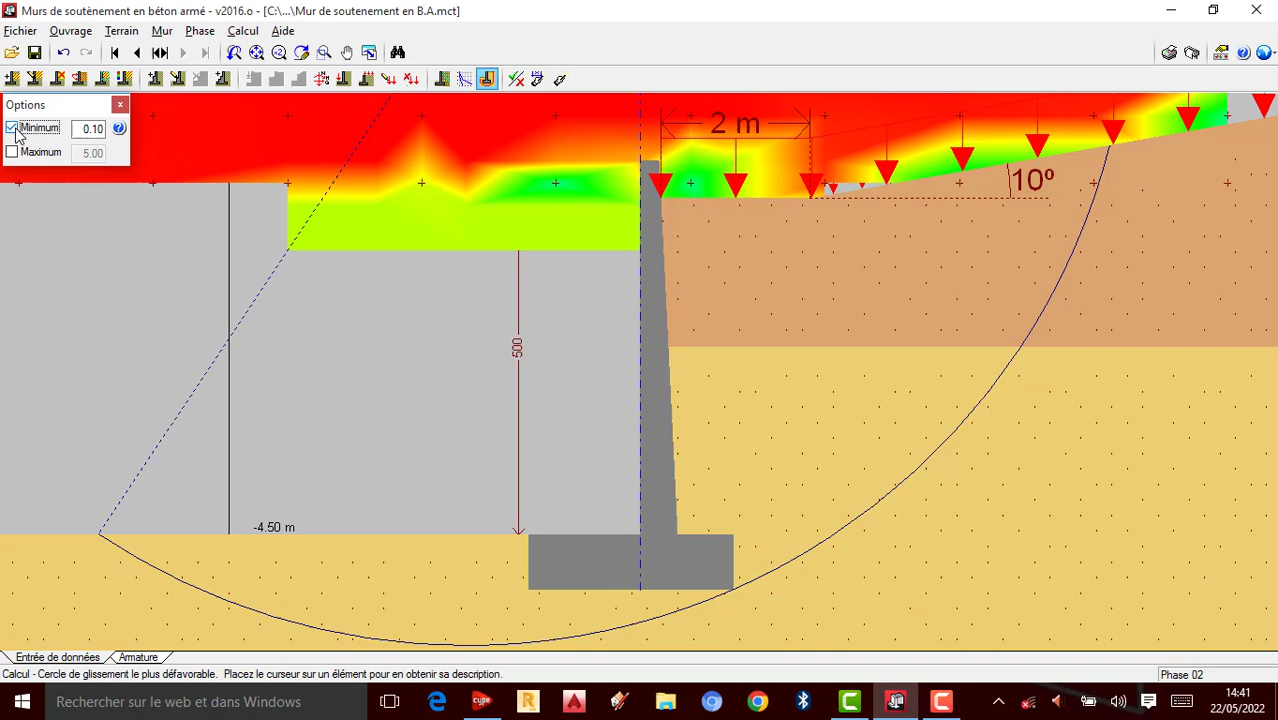 Murs de soutènement en béton armé - v2016.o - [C:\...\Mur de soutenement en B.A.mct]
Fichier Ouvrage Terrain Mur Phase Calcul Aide
Options
Minimum 0.10
Maximum 5.00
2 m
10º
500
-4.50 m
Entrée de données Armature
Calcul - Cercle de glissement le plus défavorable. Placez le curseur sur un élément pour en obtenir sa description. Phase 02
Rechercher sur le web et dans Windows
14:41
22/05/2022